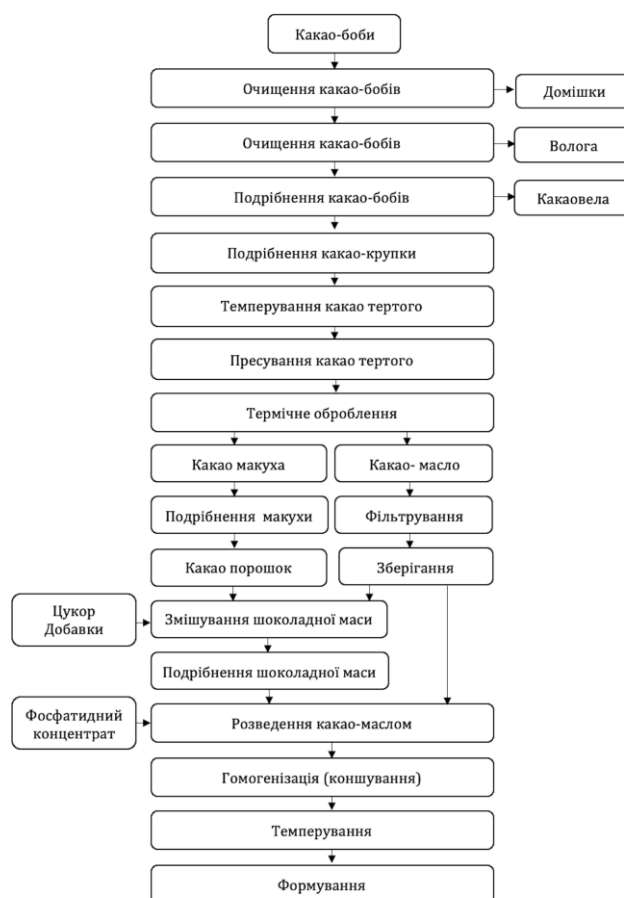 Какао-боби
Очищення какао-бобів
Домішки
Очищення какао-бобів
Волога
Подрібнення какао-бобів
Какаовела
Подрібнення какао-крупки
Темперування какао тертого
Пресування какао тертого
Термічне оброблення
Какао макуха
Какао- масло
Подрібнення макухи
Фільтрування
Какао порошок
Зберігання
Цукор
Добавки
Змішування шоколадної маси
Подрібнення шоколадної маси
Фосфатидний
концентрат
Розведення какао-маслом
Гомогенізація (коншування)
Темперування
Формування